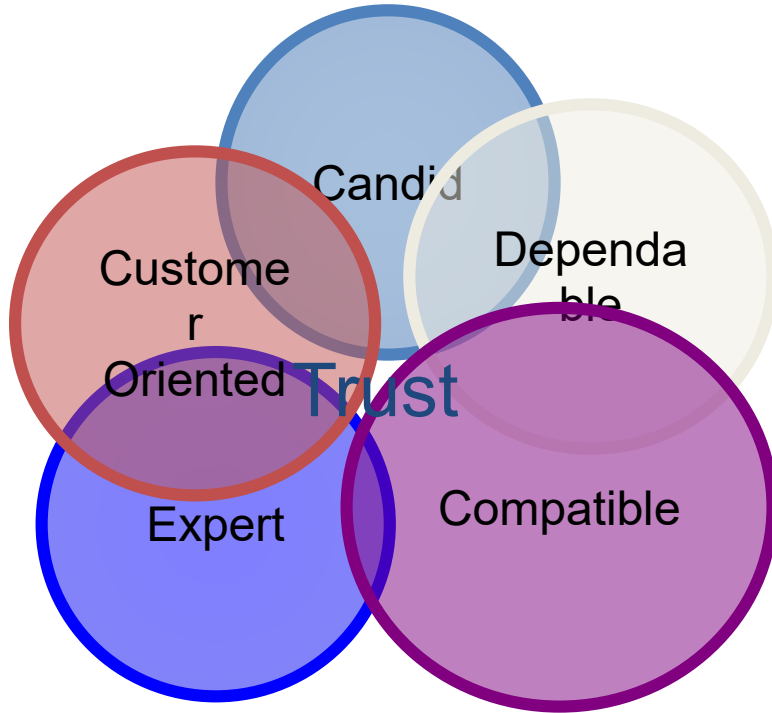 Candid
Dependa
ble
Custome
r
Oriented
Trust
Compatible
Expert